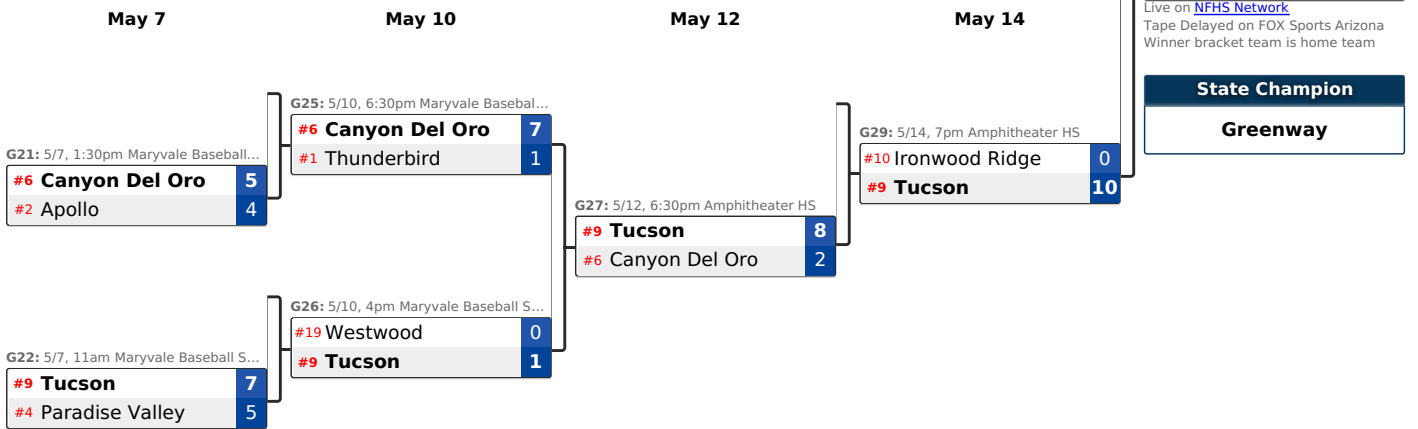 May 7
May 10
May 12
May 14
Live on NFHS Network
Tape Delayed on FOX Sports Arizona
Winner bracket team is home team
State Champion
Greenway
G21: 5/7, 1:30pm Maryvale Baseball...
#6 Canyon Del Oro 5
#2 Apollo 4
G22: 5/7, 11am Maryvale Baseball S...
#9 Tucson 7
#4 Paradise Valley 5
G25: 5/10, 6:30pm Maryvale Basebal...
#6 Canyon Del Oro 7
#1 Thunderbird 1
G26: 5/10, 4pm Maryvale Baseball S...
#19 Westwood 0
#9 Tucson 1
G27: 5/12, 6:30pm Amphitheater HS
#9 Tucson 8
#6 Canyon Del Oro 2
G29: 5/14, 7pm Amphitheater HS
#10 Ironwood Ridge 0
#9 Tucson 10